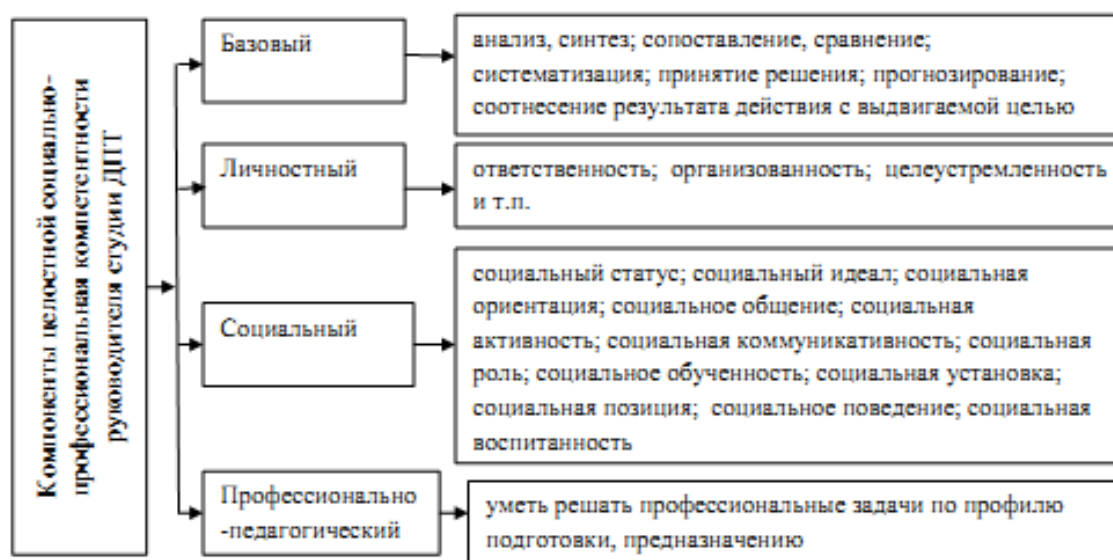 Компоненты целостной социально-
профессиональная компетентности
руководителя студии ДПТ
Базовый
анализ, синтез; сопоставление, сравнение;
систематизация; принятие решения; прогнозирование;
соотнесение результата действия с выдвигаемой целью
Личностный
ответственность; организованность; целеустремленность
и т.п.
Социальный
социальный статус; социальный идеал; социальная
ориентация; социальное общение; социальная
активность; социальная коммуникативность; социальная
роль; социальное обученность; социальная установка;
социальная позиция; социальное поведение; социальная
воспитанность
Профессионально
-педагогический
уметь решать профессиональные задачи по профилю
подготовки, предназначению